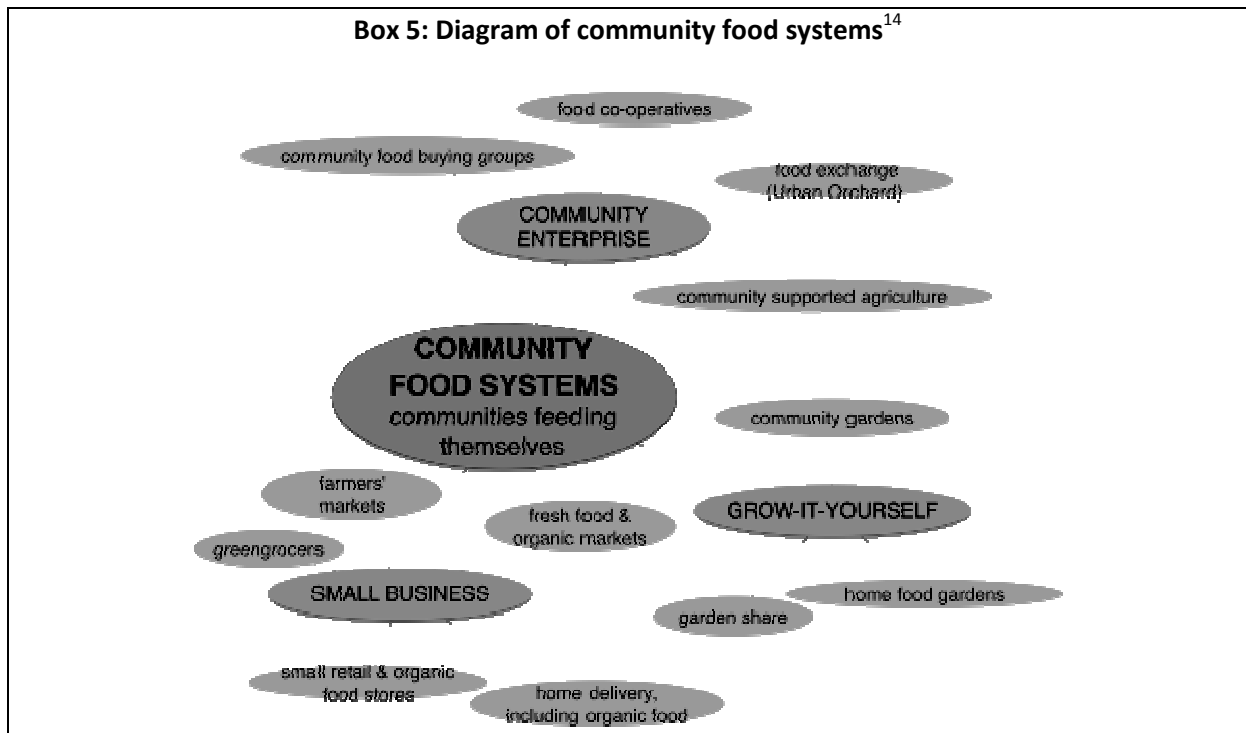 Box 5: Diagram of community food systems14
food co-operatives
community food buying groups
food exchange
(Urban Orchard)
COMMUNITY
ENTERPRISE
community supported agriculture
COMMUNITY
FOOD SYSTEMS
communities feeding
themselves
community gardens
farmers'
markets
fresh food &
organic markets
GROW-IT-YOURSELF
greengrocers
SMALL BUSINESS
home food gardens
garden share
small retail & organic
food stores
home delivery,
including organic food